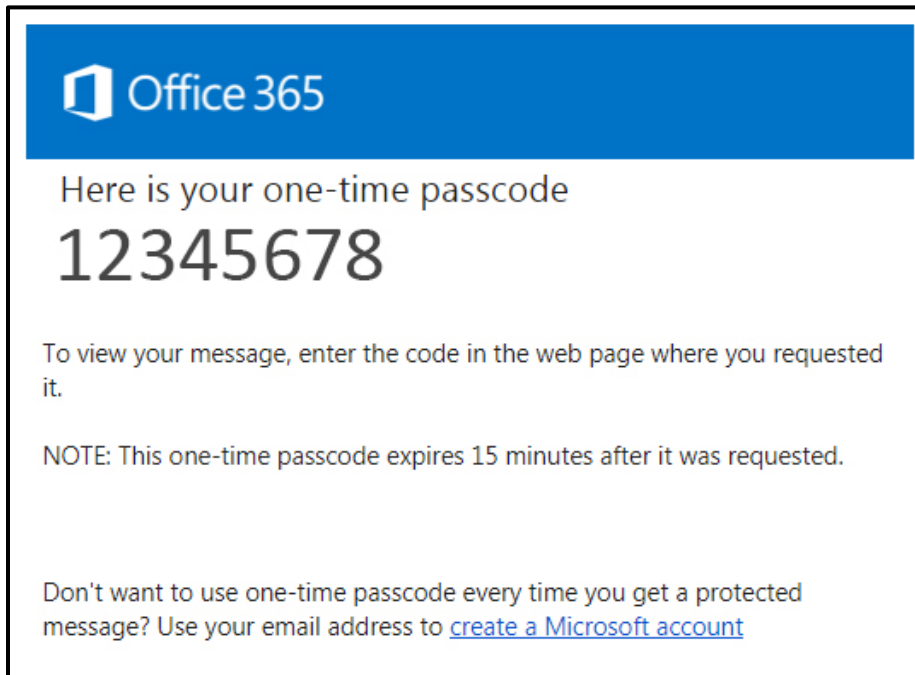 Office 365
Here is your one-time passcode
12345678
To view your message, enter the code in the web page where you requested
it.
NOTE: This one-time passcode expires 15 minutes after it was requested.
Don't want to use one-time passcode every time you get a protected
message? Use your email address to create a Microsoft account